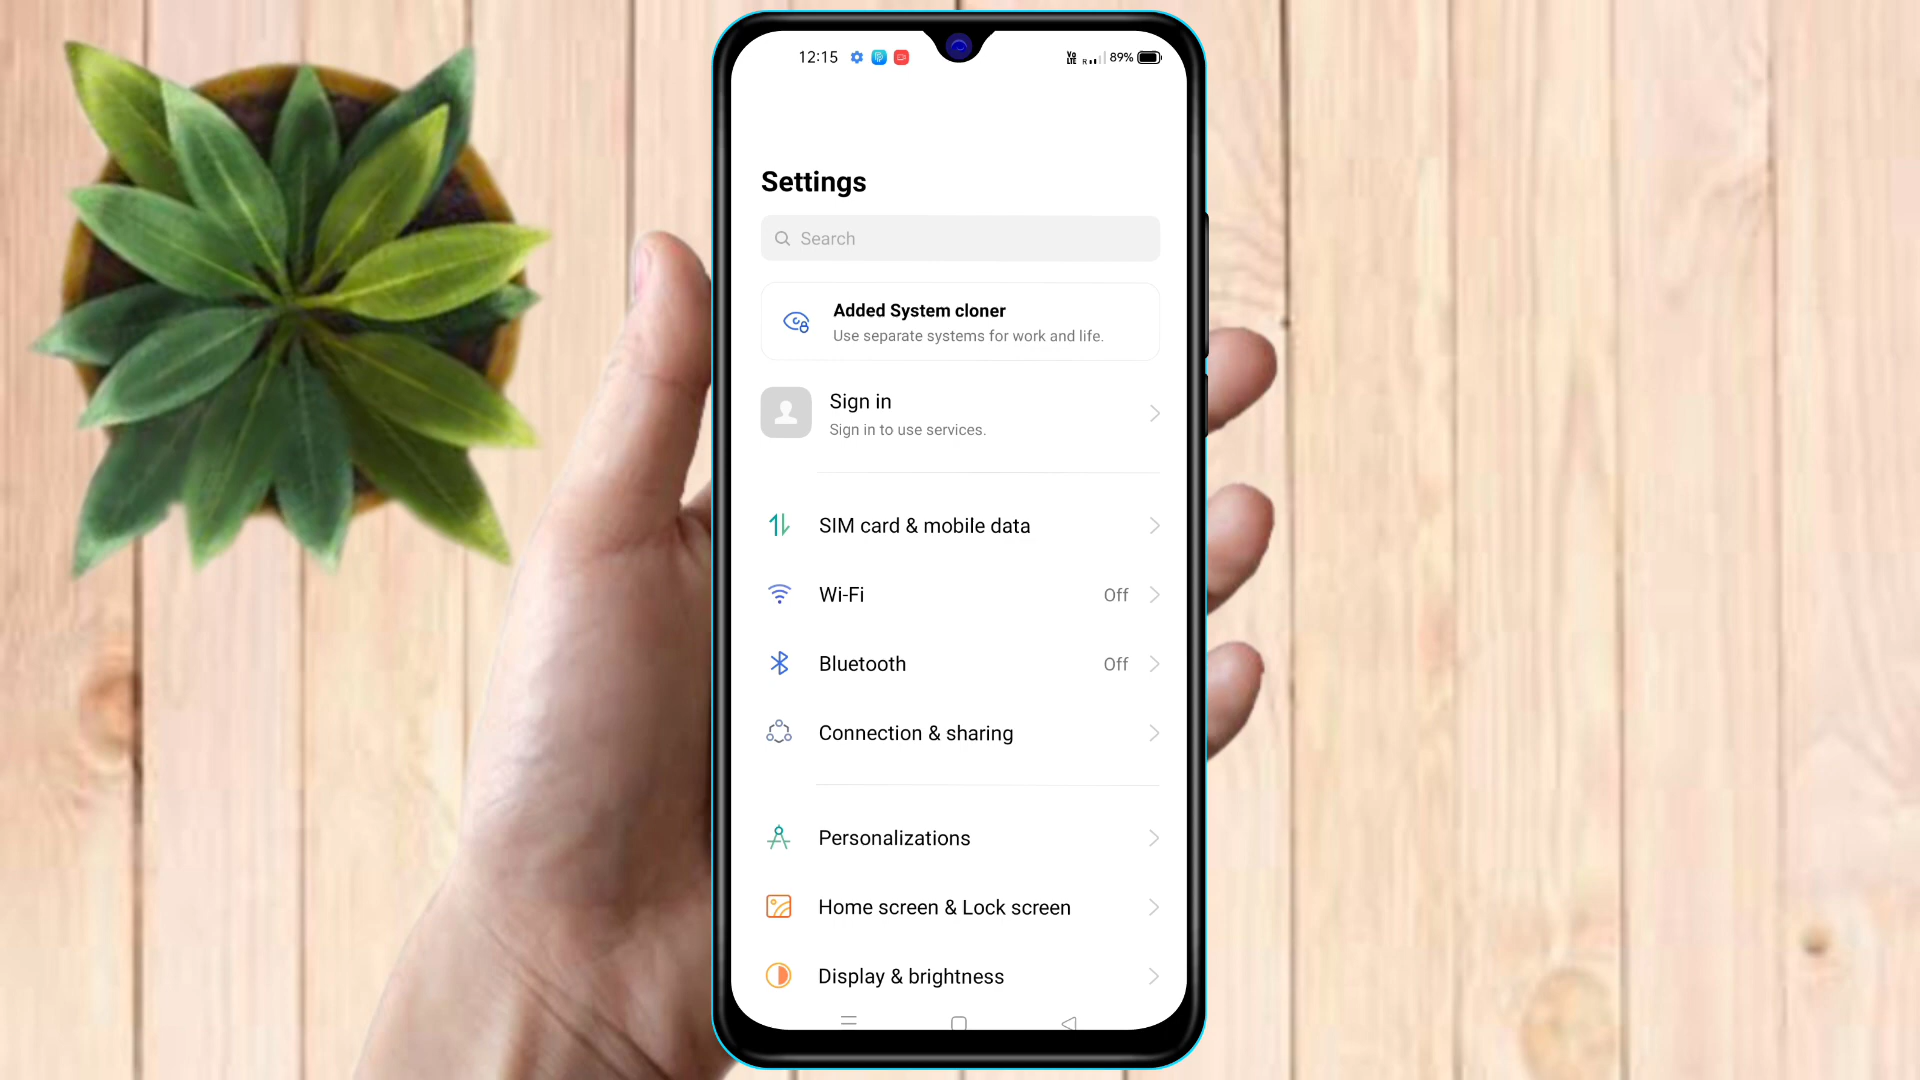 12:15
Vo LTE R 89%
Settings
Search
Added System cloner
Use separate systems for work and life.
Sign in
Sign in to use services.
SIM card & mobile data
Wi-Fi Off
Bluetooth Off
Connection & sharing
Personalizations
Home screen & Lock screen
Display & brightness